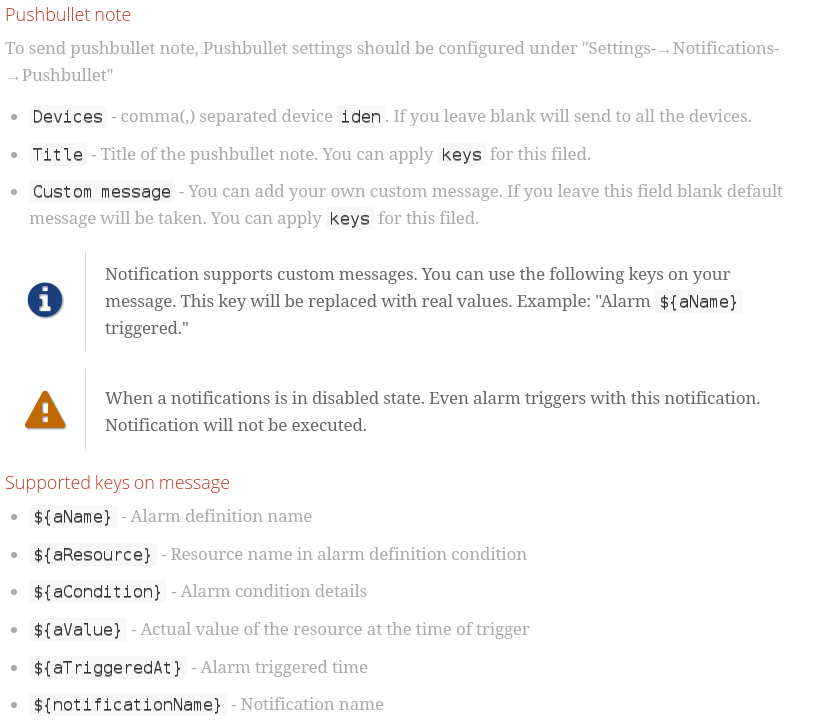 Pushbullet note
To send pushbullet note, Pushbullet settings should be configured under "Settings-→Notifications-
→Pushbullet"
Devices - comma(,) separated device iden. If you leave blank will send to all the devices.
Title - Title of the pushbullet note. You can apply keys for this filed.
Custom message - You can add your own custom message. If you leave this field blank default
message will be taken. You can apply keys for this filed.
Notification supports custom messages. You can use the following keys on your
message. This key will be replaced with real values. Example: "Alarm ${aName}
triggered."
When a notifications is in disabled state. Even alarm triggers with this notification.
Notification will not be executed.
Supported keys on message
${aName} - Alarm definition name
${aResource} - Resource name in alarm definition condition
${aCondition} - Alarm condition details
${aValue} - Actual value of the resource at the time of trigger
${aTriggeredAt} - Alarm triggered time
${notificationName} - Notification name